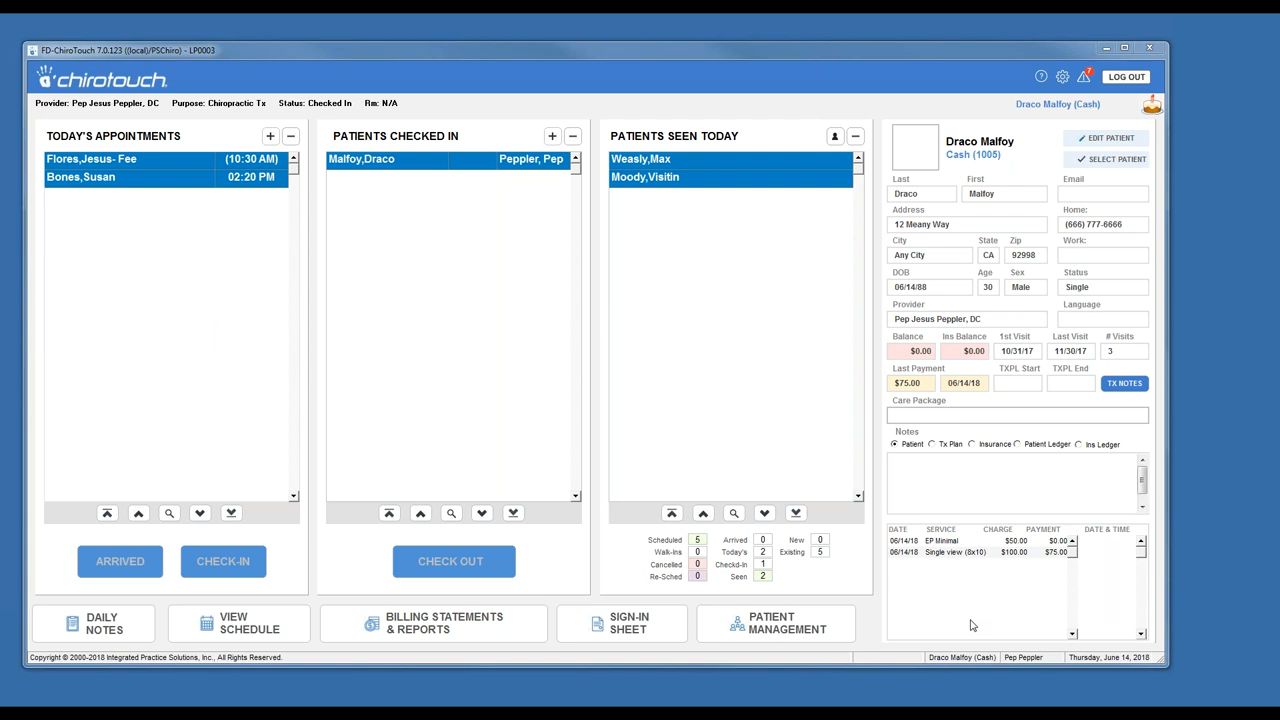 FD-ChiroTouch 7.0.123 ((local)/PSChiro) - LP0003
chirotouch.
7
LOG OUT
Provider: Pep Jesus Peppler, DC Purpose: Chiropractic Tx Status: Checked In Rm: N/A
Draco Malfoy (Cash)
TODAY'S APPOINTMENTS
Flores,Jesus- Fee (10:30 AM)
Bones,Susan 02:20 PM
ARRIVED
CHECK-IN
PATIENTS CHECKED IN
Malfoy,Draco Peppler, Pep
CHECK OUT
PATIENTS SEEN TODAY
Weasly,Max
Moody,Visitin
Scheduled 5 Arrived 0 New 0
Walk-Ins 0 Today's 2 Existing 5
Cancelled 0 Checkd-In 1
Re-Sched 0 Seen 2
Draco Malfoy
Cash (1005)
EDIT PATIENT
SELECT PATIENT
Last First Email
Draco Malfoy
Address Home:
12 Meany Way (666) 777-6666
City State Zip Work:
Any City CA 92998
DOB Age Sex Status
06/14/88 30 Male Single
Provider Language
Pep Jesus Peppler, DC
Balance Ins Balance 1st Visit Last Visit # Visits
$0.00 $0.00 10/31/17 11/30/17 3
Last Payment TXPL Start TXPL End
$75.00 06/14/18 TX NOTES
Care Package
Notes
Patient Tx Plan Insurance Patient Ledger Ins Ledger
DATE SERVICE CHARGE PAYMENT DATE & TIME
06/14/18 EP Minimal $50.00 $0.00
06/14/18 Single view (8x10) $100.00 $75.00
DAILY
NOTES
VIEW
SCHEDULE
BILLING STATEMENTS
& REPORTS
SIGN-IN
SHEET
PATIENT
MANAGEMENT
Copyright © 2000-2018 Integrated Practice Solutions, Inc., All Rights Reserved.
Draco Malfoy (Cash) Pep Peppler Thursday, June 14, 2018